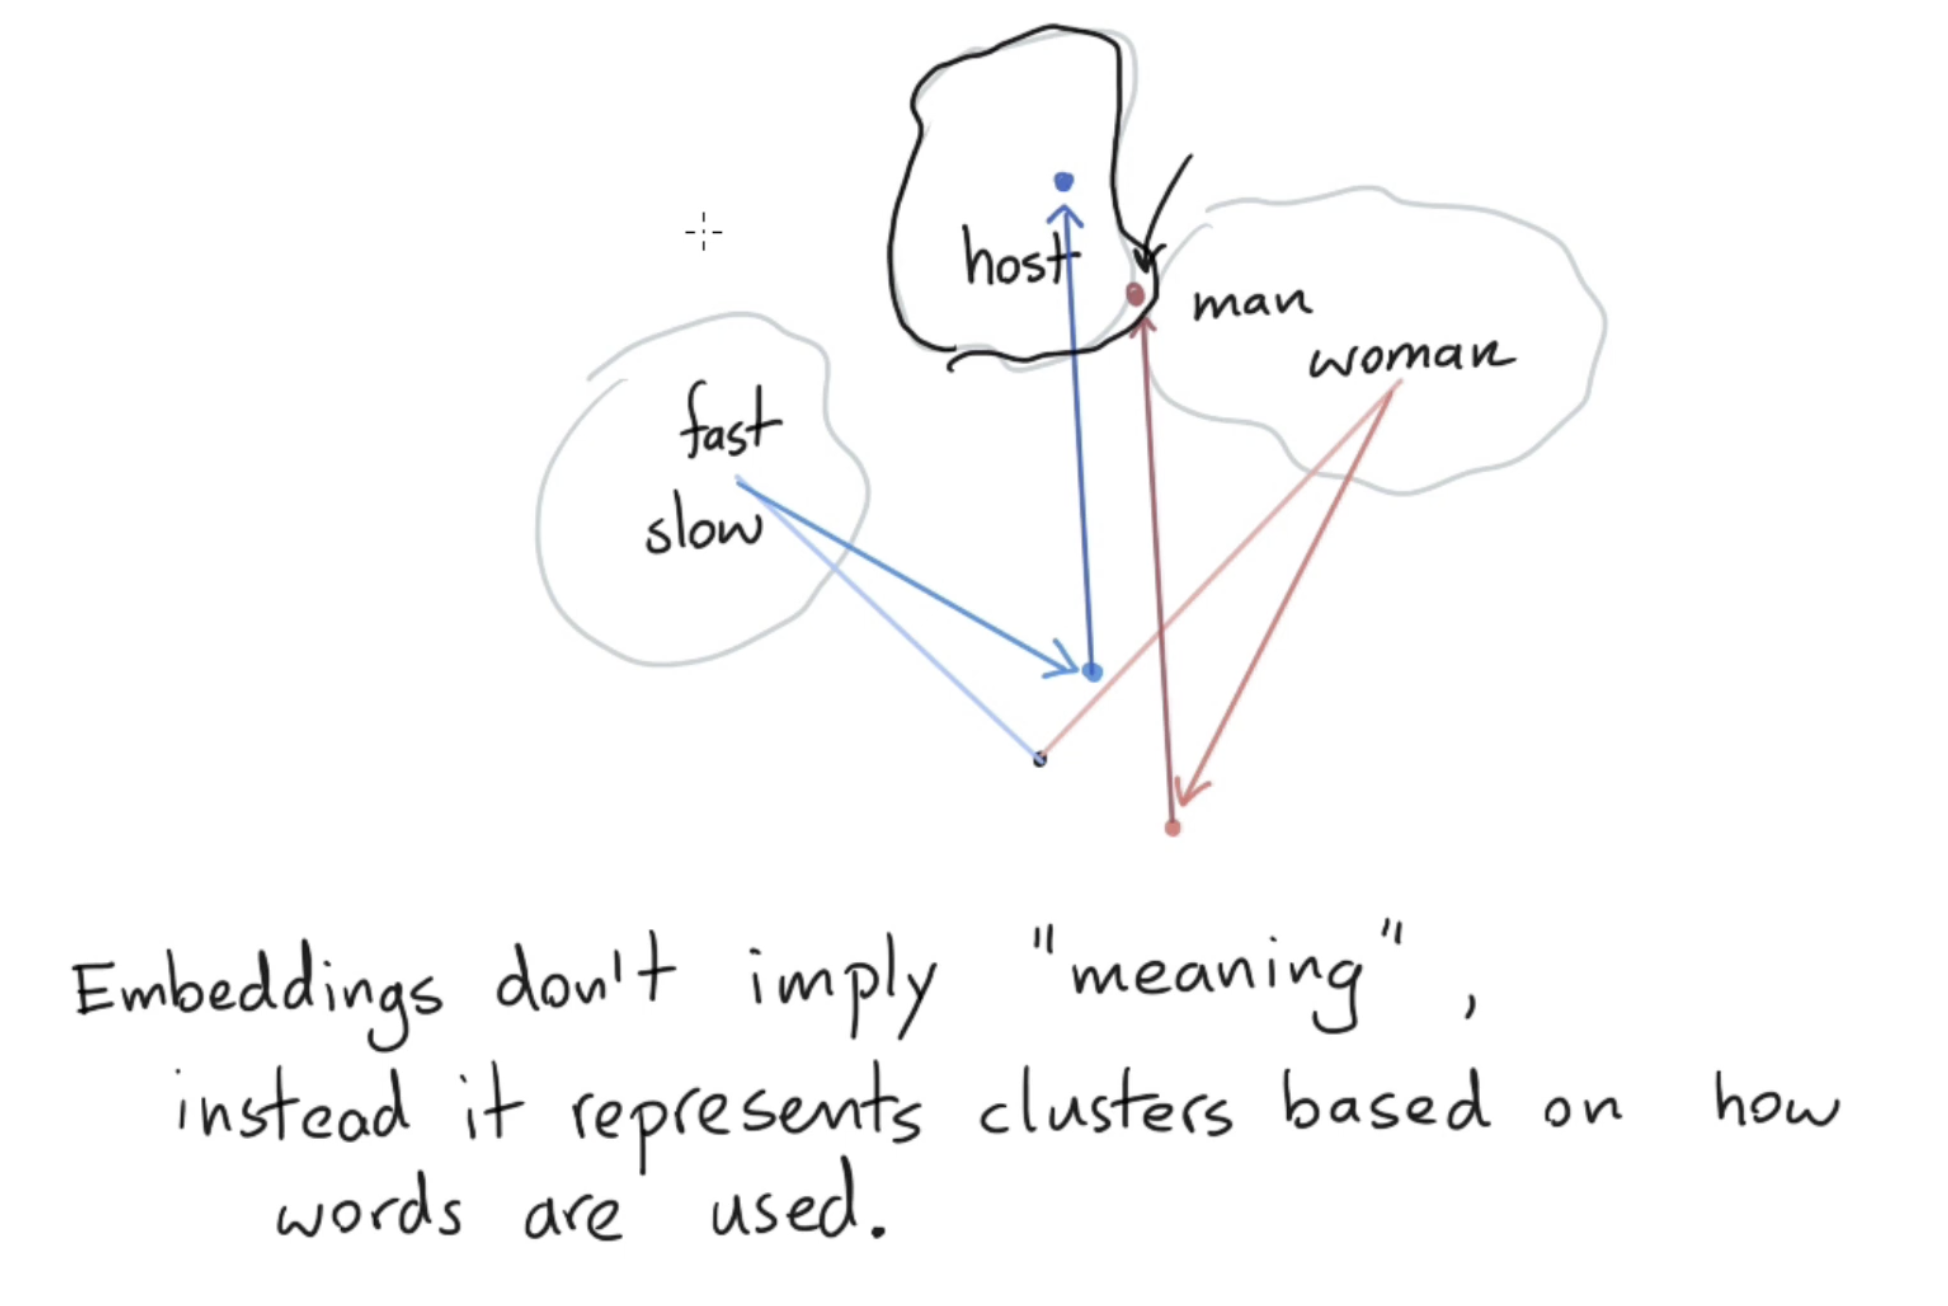 host
man
woman
fast
slow
Embeddings don't imply "meaning",
instead it represents clusters based on how
words are used.